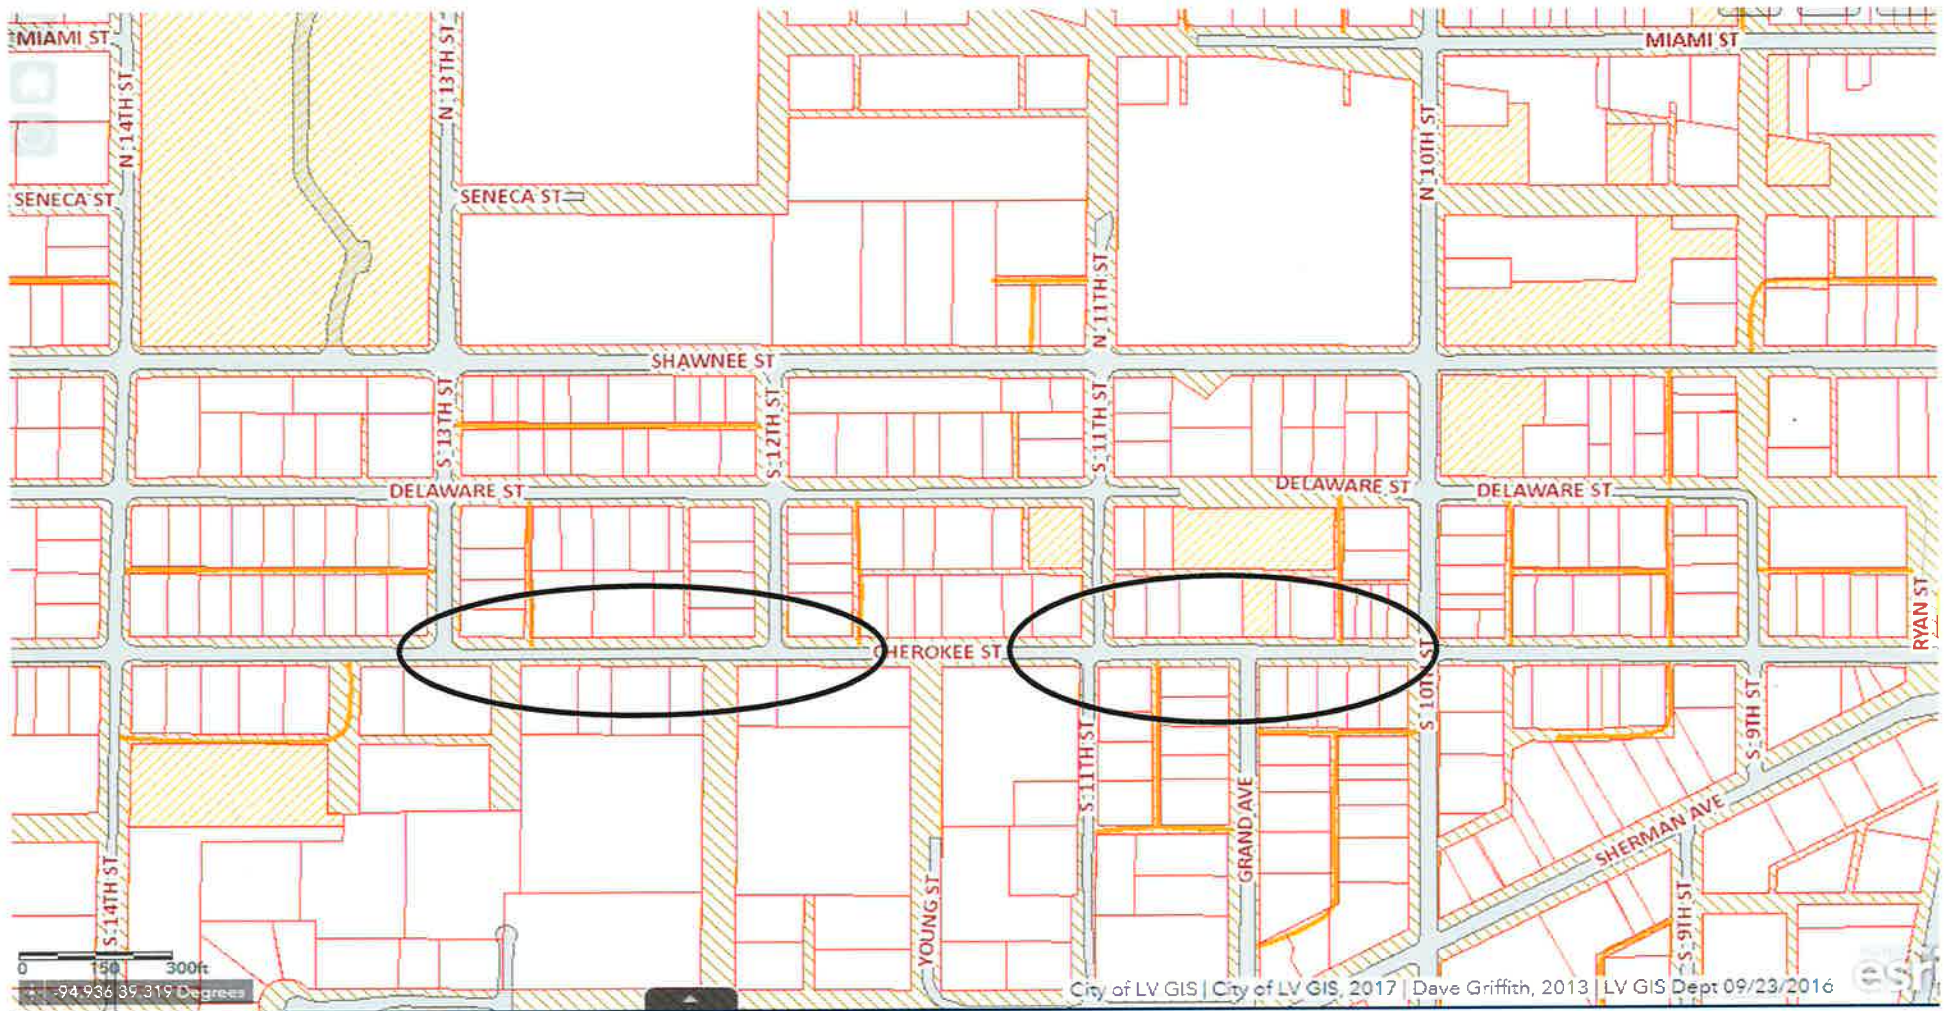 MIAMI ST
MIAMI ST
N 14TH ST
N 13TH ST
N 10TH ST
SENECA ST
SENECA ST
N 11TH ST
SHAWNEE ST
S 13TH ST
S 12TH ST
S 11TH ST
DELAWARE ST
DELAWARE ST
DELAWARE ST
RYAN ST
CHEROKEE ST
S 10TH ST
S 9TH ST
S 11TH ST
GRAND AVE
SHERMAN AVE
S 14TH ST
YOUNG ST
S 9TH ST
0 150 300ft
-94.936 39.319 Degrees
City of LV GIS | City of LV GIS, 2017 | Dave Griffith, 2013 | LV GIS Dept 09/23/2016
esri